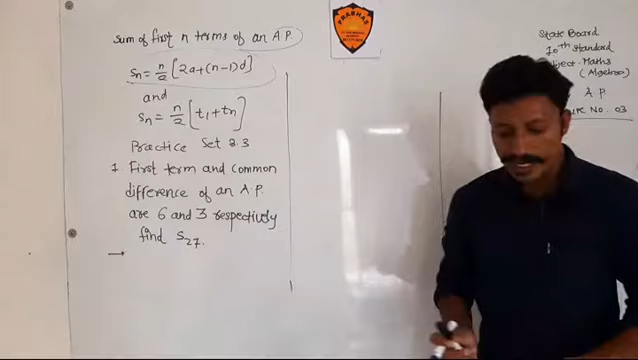 Sum of first n terms of an A.P.
Sn = n/2 [2a+(n-1)d]
and
Sn = n/2 [t1+tn]
Practice Set 3.3
1 First term and common
difference of an A.P.
are 6 and 3 respectively
find S27.
→
PRABHAS
State Board
10th Standard
Subject - Maths
(Algebra)
A P
No. 03